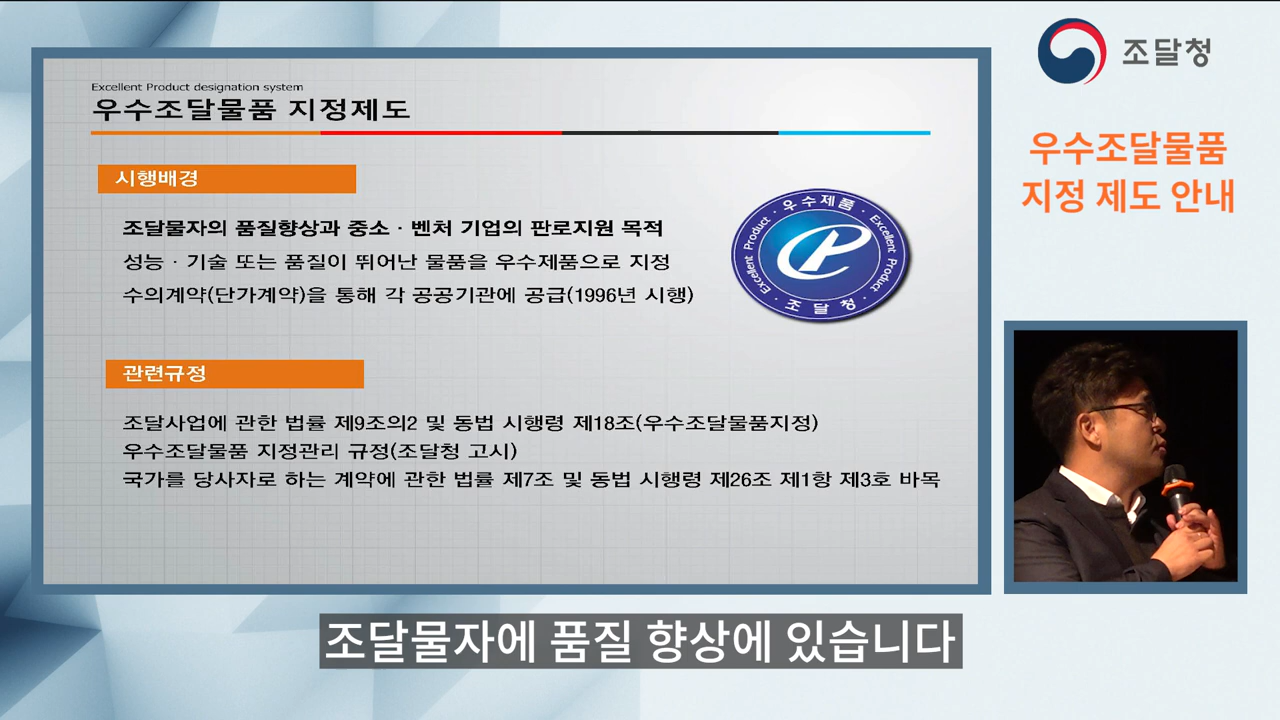 Excellent Product designation system
우수조달물품 지정제도
시행배경
조달물자의 품질향상과 중소 · 벤처 기업의 판로지원 목적
성능 · 기술 또는 품질이 뛰어난 물품을 우수제품으로 지정
수의계약(단가계약)을 통해 각 공공기관에 공급(1996년 시행)
· 우수제품 · Excellent Product · 조달청 · Excellent Product
관련규정
조달사업에 관한 법률 제9조의2 및 동법 시행령 제18조(우수조달물품지정)
우수조달물품 지정관리 규정(조달청 고시)
국가를 당사자로 하는 계약에 관한 법률 제7조 및 동법 시행령 제26조 제1항 제3호 바목
조달청
우수조달물품
지정 제도 안내
조달물자에 품질 향상에 있습니다